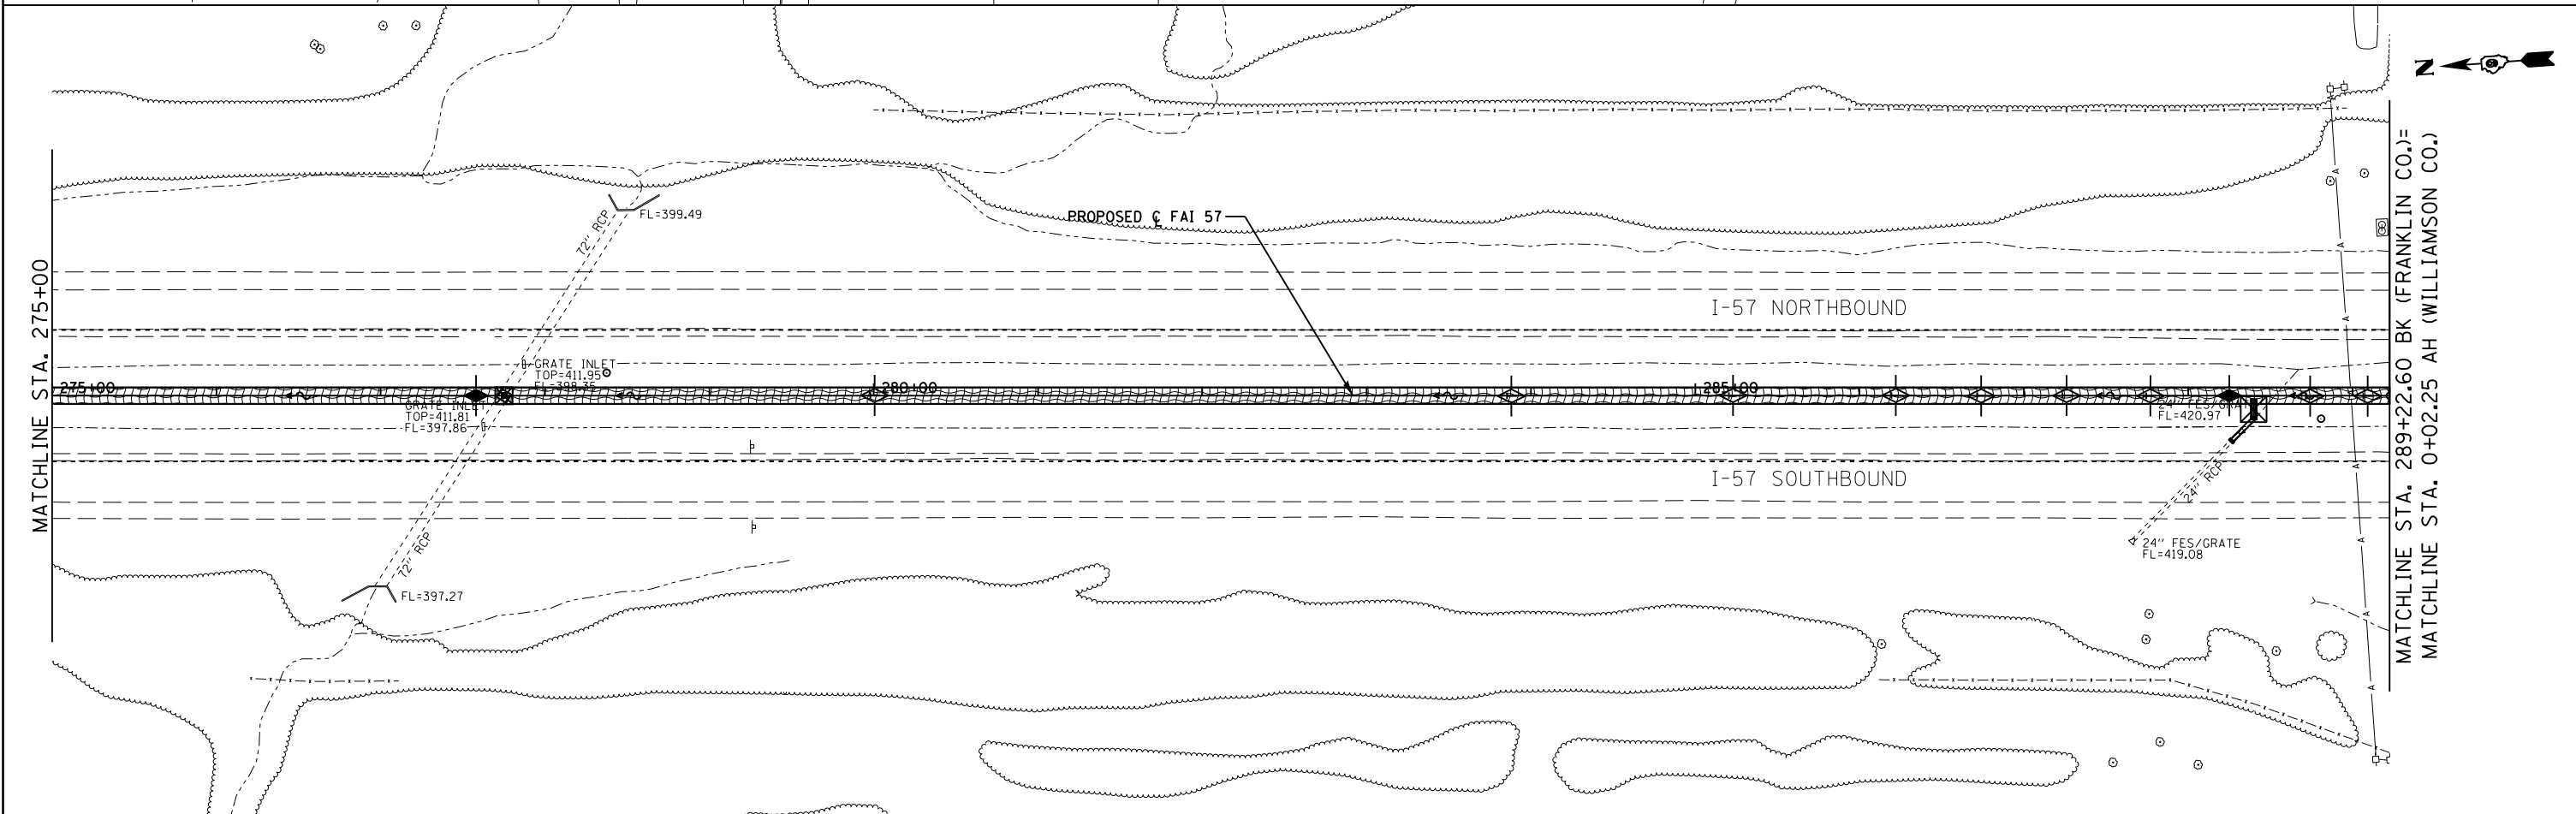 N
PROPOSED ℄ FAI 57
72'' RCP
FL=399.49
I-57 NORTHBOUND
MATCHLINE STA. 275+00
GRATE INLET
TOP=411.95
FL=398.35
275+00
280+00
285+00
GRATE INLET
TOP=411.81
FL=397.86
24'' FES/GRATE
FL=420.97
I-57 SOUTHBOUND
24'' RCP
72'' RCP
24'' FES/GRATE
FL=419.08
FL=397.27
A
A
A
A
A
A
A
MATCHLINE STA. 289+22.60 BK (FRANKLIN CO.)=
MATCHLINE STA. 0+02.25 AH (WILLIAMSON CO.)